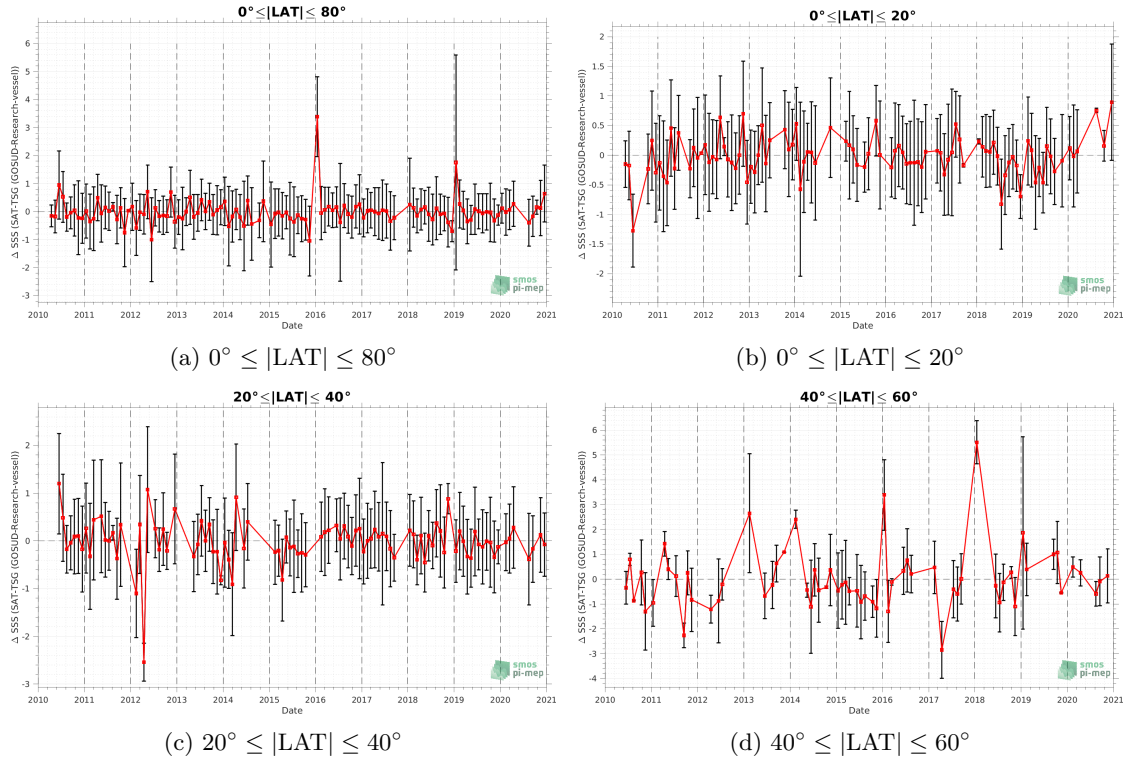 0°≤|LAT|≤ 80°
Δ SSS (SAT-TSG (GOSUD-Research-vessel))
6
5
4
3
2
1
0
-1
-2
-3
2010 2011 2012 2013 2014 2015 2016 2017 2018 2019 2020 2021
Date
smos
pi-mep
(a) 0° ≤ |LAT| ≤ 80°
0°≤|LAT|≤ 20°
Δ SSS (SAT-TSG (GOSUD-Research-vessel))
2
1.5
1
0.5
0
-0.5
-1
-1.5
-2
2010 2011 2012 2013 2014 2015 2016 2017 2018 2019 2020 2021
Date
smos
pi-mep
(b) 0° ≤ |LAT| ≤ 20°
20°≤|LAT|≤ 40°
Δ SSS (SAT-TSG (GOSUD-Research-vessel))
2
1
0
-1
-2
-3
2010 2011 2012 2013 2014 2015 2016 2017 2018 2019 2020 2021
Date
smos
pi-mep
(c) 20° ≤ |LAT| ≤ 40°
40°≤|LAT|≤ 60°
Δ SSS (SAT-TSG (GOSUD-Research-vessel))
6
5
4
3
2
1
0
-1
-2
-3
-4
2010 2011 2012 2013 2014 2015 2016 2017 2018 2019 2020 2021
Date
smos
pi-mep
(d) 40° ≤ |LAT| ≤ 60°